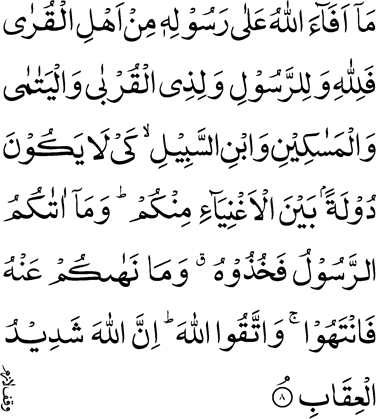 مَاۤ اَفَآءَ اللّٰهُ عَلٰى رَسُوْلِهٖ مِنْ اَهْلِ الْقُرٰى
فَلِلّٰهِ وَ لِلرَّسُوْلِ وَ لِذِى الْقُرْبٰى وَ الْيَتٰمٰى
وَ الْمَسٰكِيْنِ وَ ابْنِ السَّبِيْلِ ۙ كَىْ لَا يَكُوْنَ
دُوْلَةًۢ بَيْنَ الْاَغْنِيَآءِ مِنْكُمْ ؕ وَ مَاۤ اٰتٰىكُمُ
الرَّسُوْلُ فَخُذُوْهُ ۗ وَ مَا نَهٰىكُمْ عَنْهُ
فَانْتَهُوْا ۚ وَ اتَّقُوا اللّٰهَ ؕ اِنَّ اللّٰهَ شَدِيْدُ
الْعِقَابِ ۘ ۸ وقف لازم